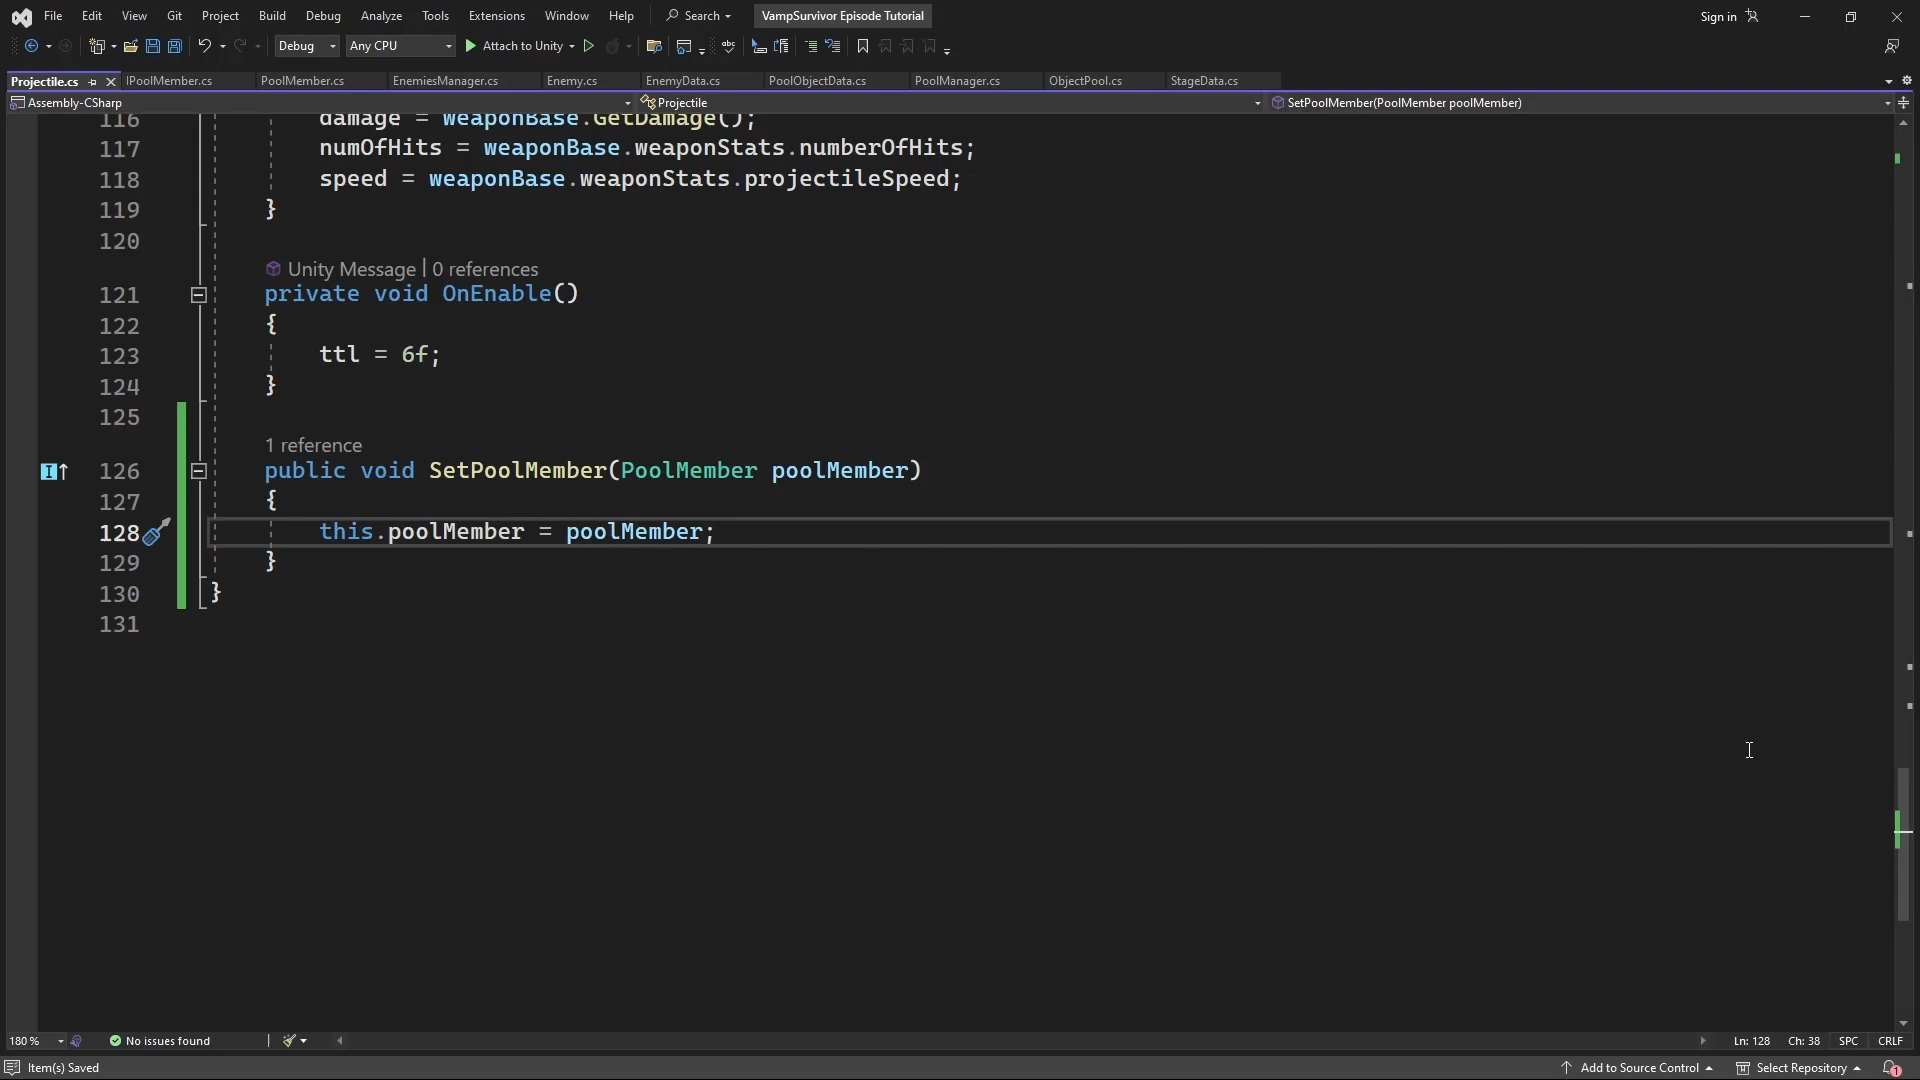 File Edit View Git Project Build Debug Analyze Tools Extensions Window Help Search VampSurvivor Episode Tutorial Sign in
Debug Any CPU Attach to Unity
Projectile.cs IPoolMember.cs PoolMember.cs EnemiesManager.cs Enemy.cs EnemyData.cs PoolObjectData.cs PoolManager.cs ObjectPool.cs StageData.cs
Assembly-CSharp Projectile SetPoolMember(PoolMember poolMember)
116 damage = weaponBase.GetDamage();
117 numOfHits = weaponBase.weaponStats.numberOfHits;
118 speed = weaponBase.weaponStats.projectileSpeed;
119 }
120
Unity Message | 0 references
121 private void OnEnable()
122 {
123 ttl = 6f;
124 }
125
1 reference
126 public void SetPoolMember(PoolMember poolMember)
127 {
128 this.poolMember = poolMember;
129 }
130 }
131
180 % No issues found Ln: 128 Ch: 38 SPC CRLF
Item(s) Saved Add to Source Control Select Repository 1